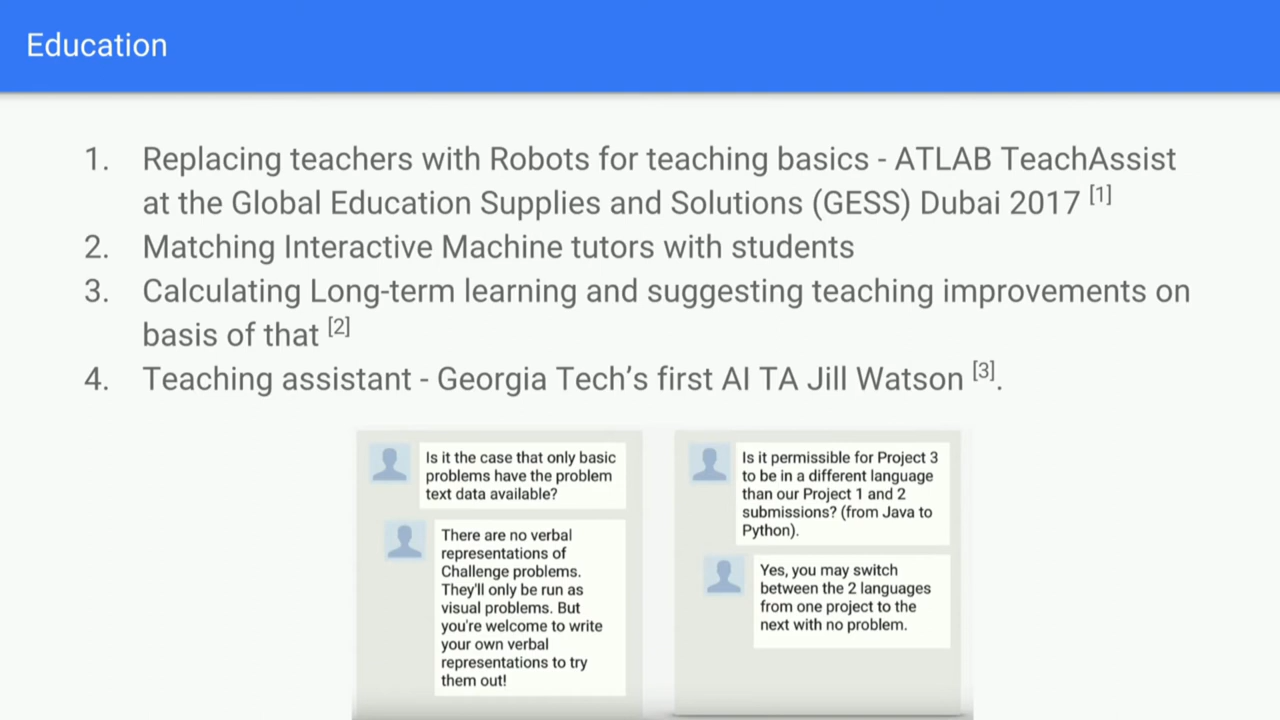 Education
1. Replacing teachers with Robots for teaching basics - ATLAB TeachAssist
at the Global Education Supplies and Solutions (GESS) Dubai 2017 [1]
2. Matching Interactive Machine tutors with students
3. Calculating Long-term learning and suggesting teaching improvements on
basis of that [2]
4. Teaching assistant - Georgia Tech's first AI TA Jill Watson [3].
Is it the case that only basic
problems have the problem
text data available?
There are no verbal
representations of
Challenge problems.
They'll only be run as
visual problems. But
you're welcome to write
your own verbal
representations to try
them out!
Is it permissible for Project 3
to be in a different language
than our Project 1 and 2
submissions? (from Java to
Python).
Yes, you may switch
between the 2 languages
from one project to the
next with no problem.